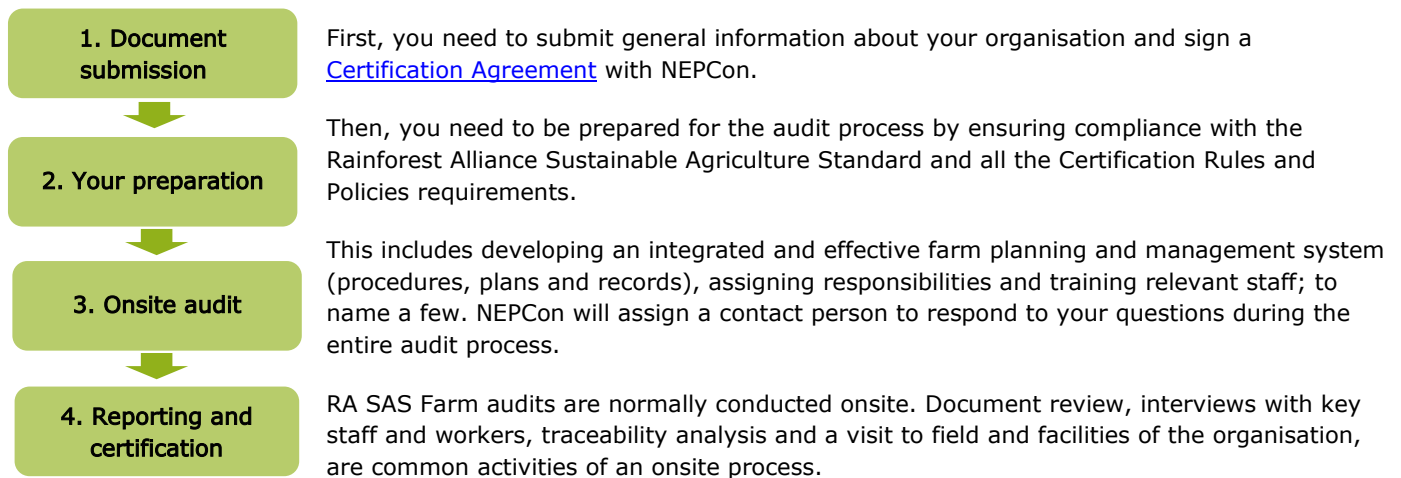 1. Document
submission
2. Your preparation
3. Onsite audit
4. Reporting and
certification
First, you need to submit general information about your organisation and sign a
Certification Agreement with NEPCon.
Then, you need to be prepared for the audit process by ensuring compliance with the
Rainforest Alliance Sustainable Agriculture Standard and all the Certification Rules and
Policies requirements.
This includes developing an integrated and effective farm planning and management system
(procedures, plans and records), assigning responsibilities and training relevant staff; to
name a few. NEPCon will assign a contact person to respond to your questions during the
entire audit process.
RA SAS Farm audits are normally conducted onsite. Document review, interviews with key
staff and workers, traceability analysis and a visit to field and facilities of the organisation,
are common activities of an onsite process.